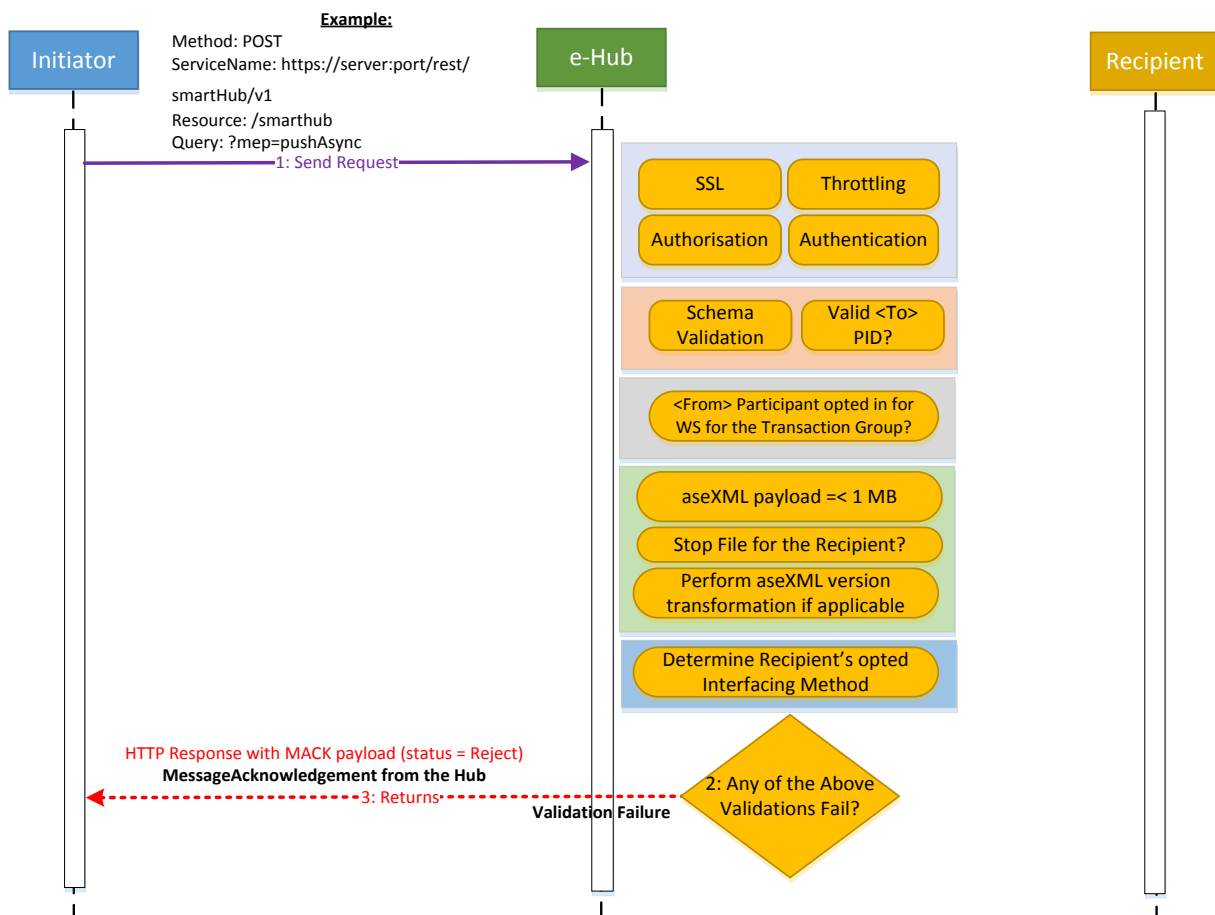 Example:
Initiator
Method: POST
ServiceName: https://server:port/rest/
smartHub/v1
Resource: /smarthub
Query: ?mep=pushAsync
e-Hub
Recipient
1: Send Request
SSL
Throttling
Authorisation
Authentication
Schema
Validation
Valid <To>
PID?
<From> Participant opted in for
WS for the Transaction Group?
aseXML payload =< 1 MB
Stop File for the Recipient?
Perform aseXML version
transformation if applicable
Determine Recipient's opted
Interfacing Method
HTTP Response with MACK payload (status = Reject)
MessageAcknowledgement from the Hub
3: Returns
Validation Failure
2: Any of the Above
Validations Fail?